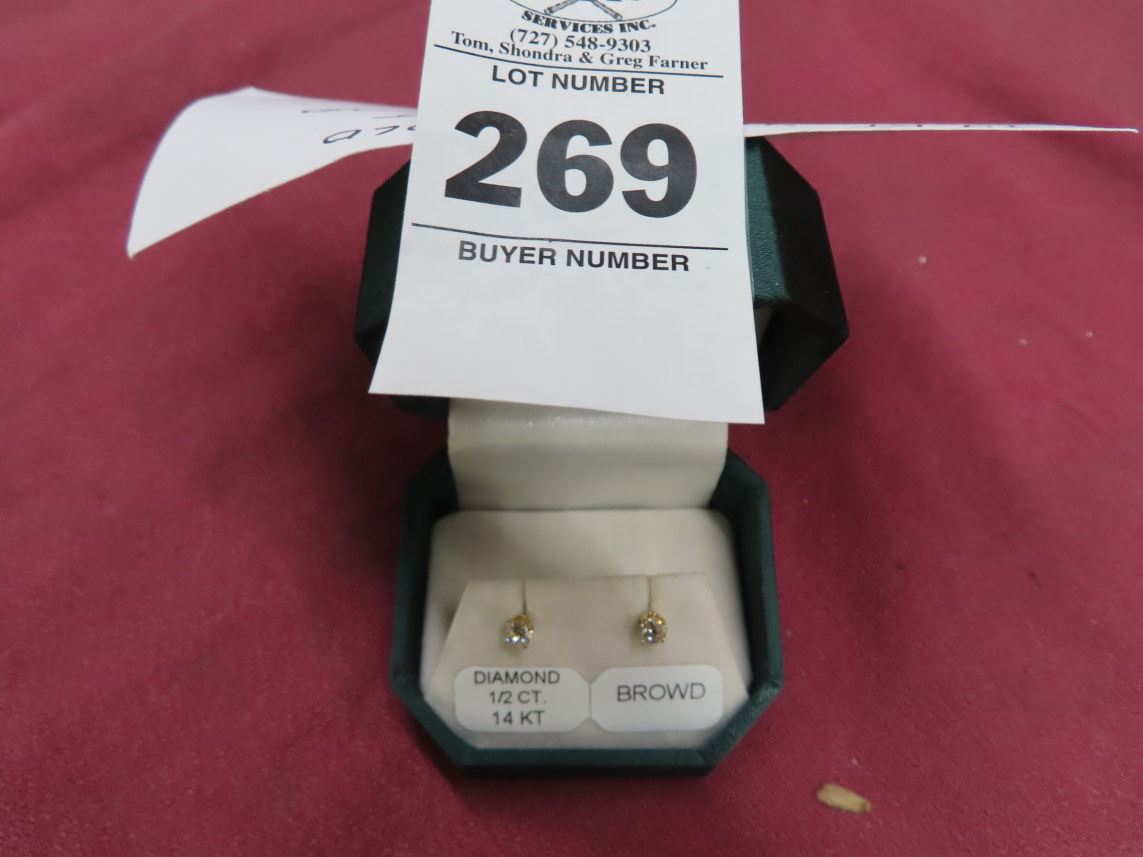 SERVICES INC.
(727) 548-9303
Tom, Shondra & Greg Farner
LOT NUMBER
269
BUYER NUMBER
DIAMOND
1/2 CT.
14 KT
BROWD